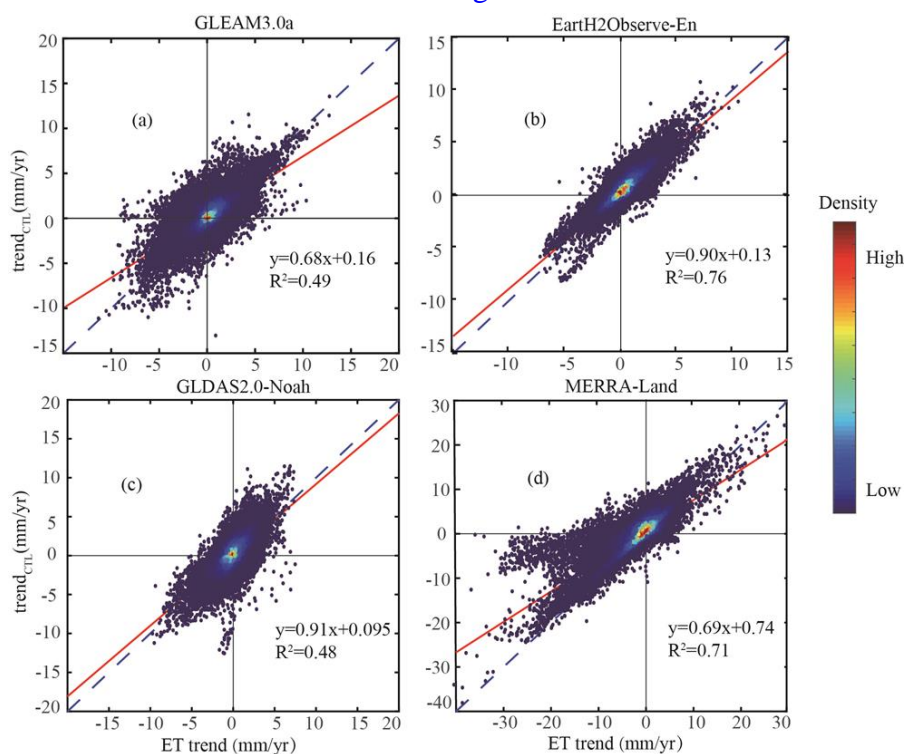 GLEAM3.0a
20
15
10
5
0
-5
-10
-15
-10
-5
0
5
10
15
20
trend_CTL(mm/yr)
(a)
y=0.68x+0.16
R²=0.49
EartH2Observe-En
15
10
5
0
-5
-10
-15
-10
-5
0
5
10
15
(b)
y=0.90x+0.13
R²=0.76
Density
High
Low
GLDAS2.0-Noah
20
15
10
5
0
-5
-10
-15
-20
-15
-10
-5
0
5
10
15
20
trend_CTL(mm/yr)
(c)
y=0.91x+0.095
R²=0.48
ET trend (mm/yr)
MERRA-Land
30
20
10
0
-10
-20
-30
-40
-30
-20
-10
0
10
20
30
(d)
y=0.69x+0.74
R²=0.71
ET trend (mm/yr)